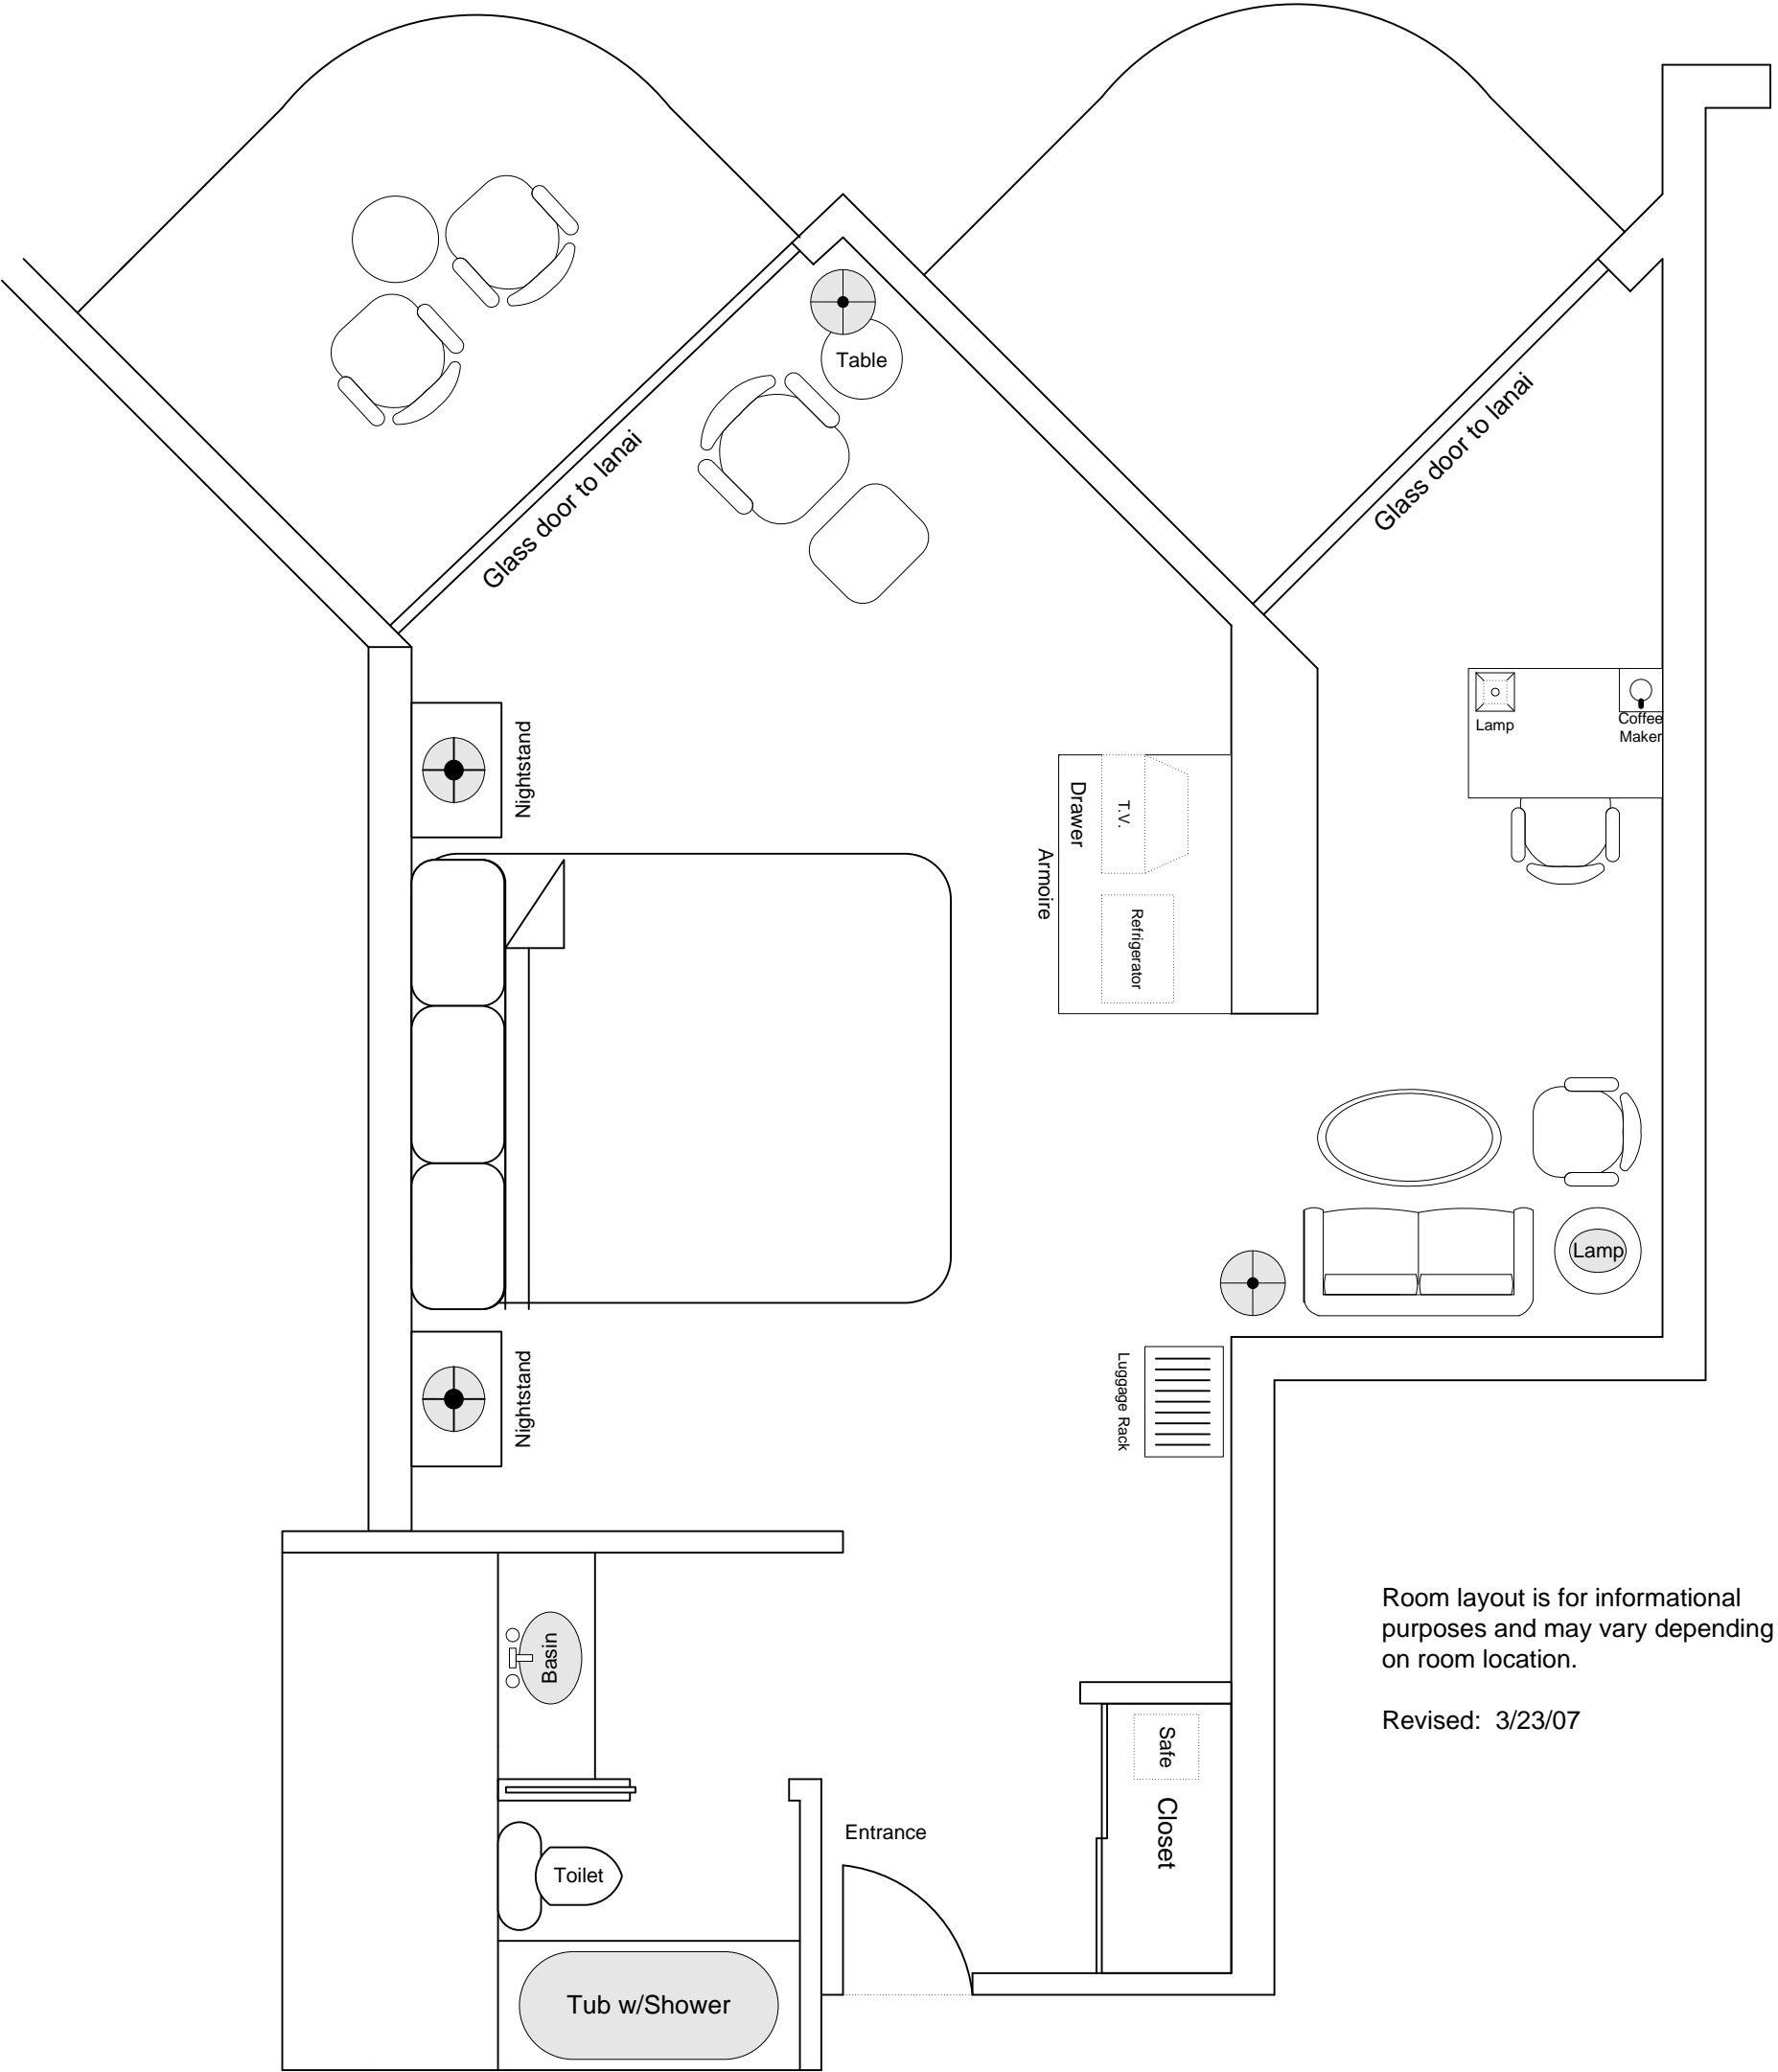 Table
Glass door to lanai
Glass door to lanai
Lamp
Coffee
Maker
Nightstand
Drawer
T.V.
Armoire
Refrigerator
Lamp
Nightstand
Luggage Rack
Basin
Safe
Closet
Entrance
Toilet
Tub w/Shower
Room layout is for informational
purposes and may vary depending
on room location.
Revised: 3/23/07